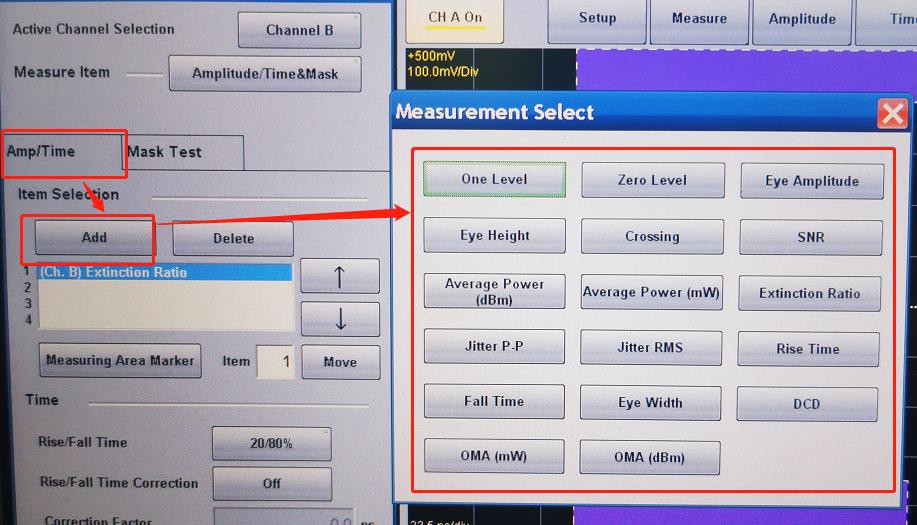 Active Channel Selection
Channel B
Measure Item
Amplitude/Time&Mask
Amp/Time
Mask Test
Item Selection
Add
Delete
1 (Ch. B) Extinction Ratio
2
3
4
↑
↓
Measuring Area Marker
Item
1
Move
Time
Rise/Fall Time
20/80%
Rise/Fall Time Correction
Off
Correction Factor
0.0 ps
CH A On
Setup
Measure
Amplitude
+500mV
100.0mV/Div
Measurement Select
One Level
Zero Level
Eye Amplitude
Eye Height
Crossing
SNR
Average Power
(dBm)
Average Power (mW)
Extinction Ratio
Jitter P-P
Jitter RMS
Rise Time
Fall Time
Eye Width
DCD
OMA (mW)
OMA (dBm)